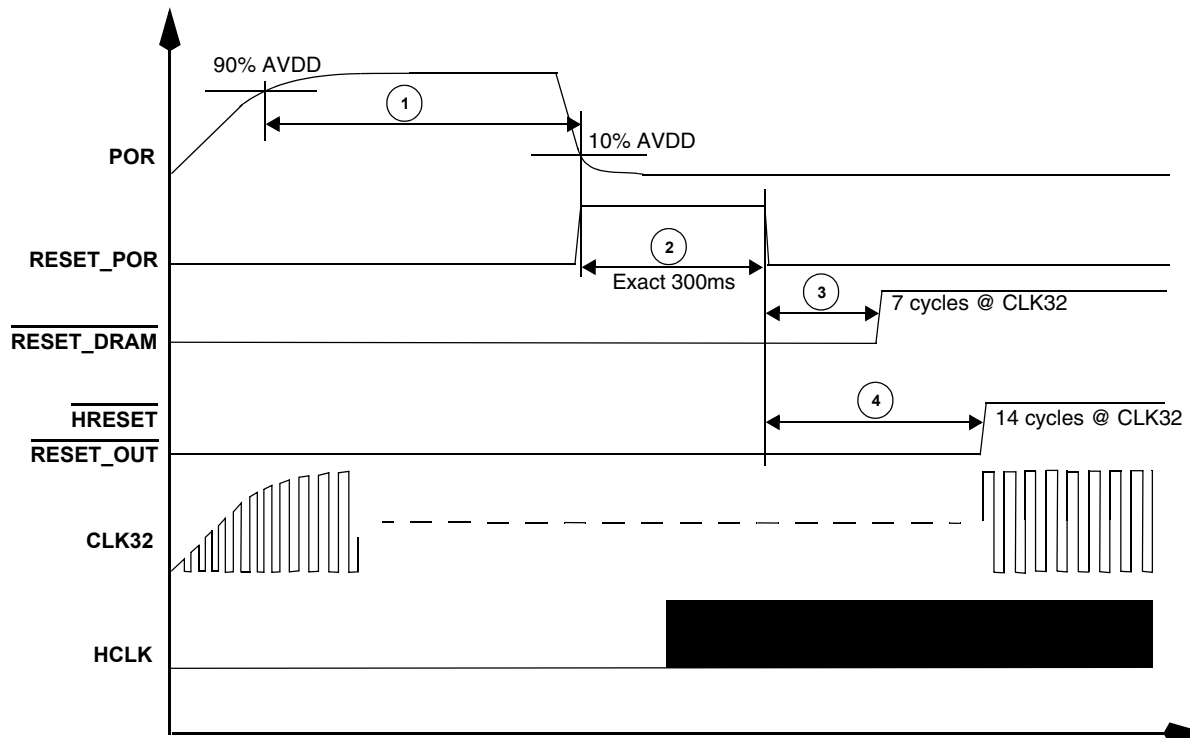 90% AVDD
1
10% AVDD
POR
2
RESET_POR
Exact 300ms
3
7 cycles @ CLK32
RESET_DRAM
4
HRESET
14 cycles @ CLK32
RESET_OUT
CLK32
HCLK